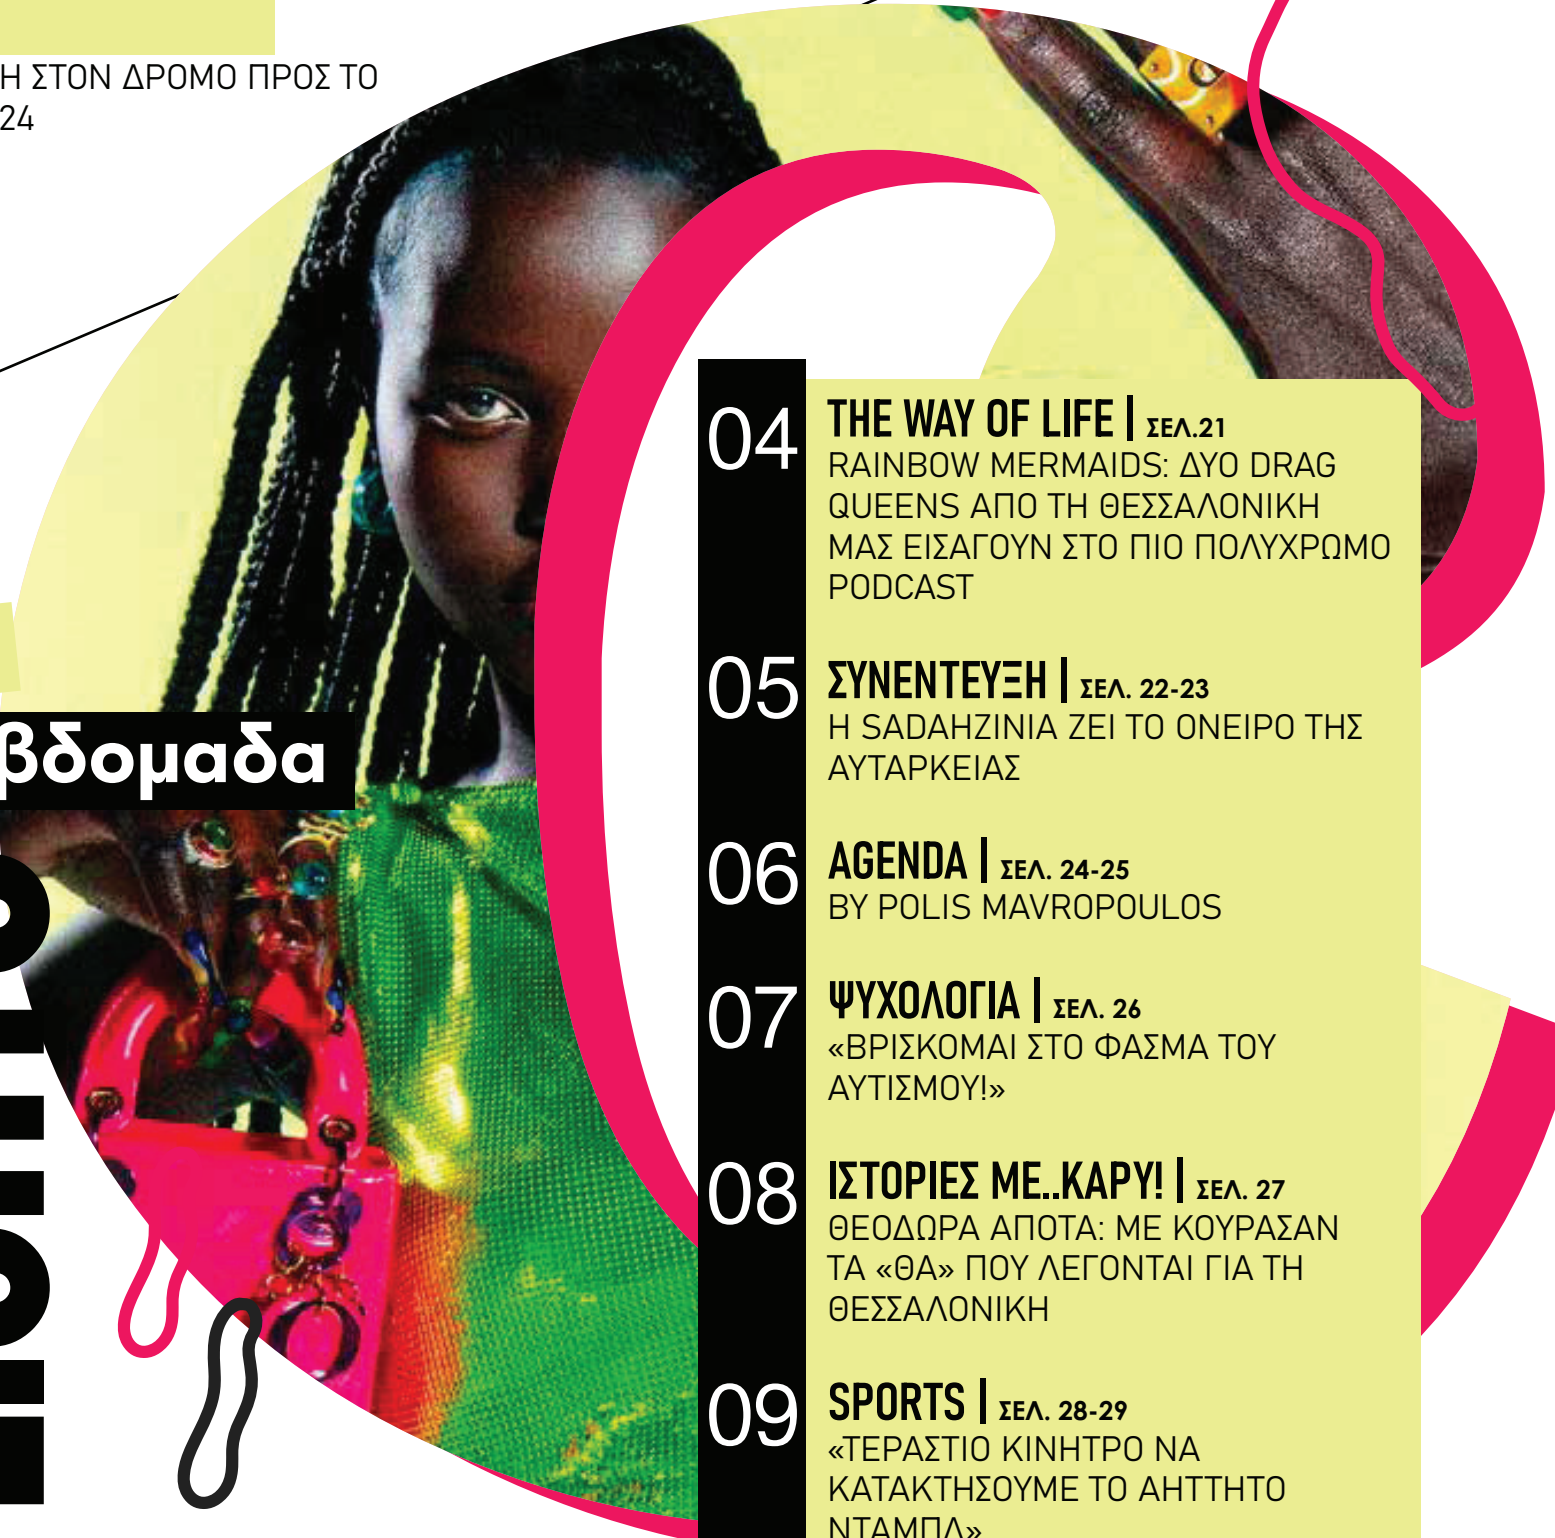 Η ΣΤΟΝ ΔΡΟΜΟ ΠΡΟΣ ΤΟ
24
βδομαδα
04
THE WAY OF LIFE | ΣΕΛ.21
RAINBOW MERMAIDS: ΔΥΟ DRAG
QUEENS ΑΠΟ ΤΗ ΘΕΣΣΑΛΟΝΙΚΗ
ΜΑΣ ΕΙΣΑΓΟΥΝ ΣΤΟ ΠΙΟ ΠΟΛΥΧΡΩΜΟ
PODCAST
05
ΣΥΝΕΝΤΕΥΞΗ | ΣΕΛ. 22-23
Η SADAHZINIA ΖΕΙ ΤΟ ΟΝΕΙΡΟ ΤΗΣ
ΑΥΤΑΡΚΕΙΑΣ
06
AGENDA | ΣΕΛ. 24-25
BY POLIS MAVROPOULOS
07
ΨΥΧΟΛΟΓΙΑ | ΣΕΛ. 26
«ΒΡΙΣΚΟΜΑΙ ΣΤΟ ΦΑΣΜΑ ΤΟΥ
ΑΥΤΙΣΜΟΥ!»
08
ΙΣΤΟΡΙΕΣ ΜΕ..ΚΑΡΥ! | ΣΕΛ. 27
ΘΕΟΔΩΡΑ ΑΠΟΤΑ: ΜΕ ΚΟΥΡΑΣΑΝ
ΤΑ «ΘΑ» ΠΟΥ ΛΕΓΟΝΤΑΙ ΓΙΑ ΤΗ
ΘΕΣΣΑΛΟΝΙΚΗ
09
SPORTS | ΣΕΛ. 28-29
«ΤΕΡΑΣΤΙΟ ΚΙΝΗΤΡΟ ΝΑ
ΚΑΤΑΚΤΗΣΟΥΜΕ ΤΟ ΑΗΤΤΗΤΟ
ΝΤΑΜΠΛ»